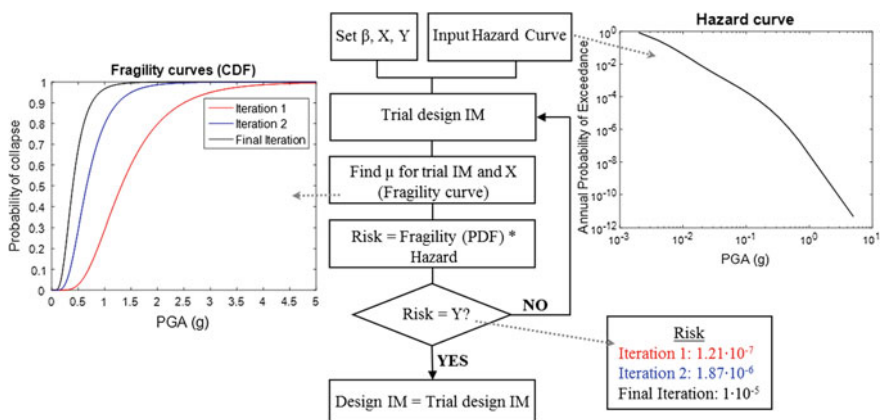 Set β, X, Y
Input Hazard Curve
Trial design IM
Find μ for trial IM and X
(Fragility curve)
Risk = Fragility (PDF) *
Hazard
Risk = Y?
NO
YES
Design IM = Trial design IM
Fragility curves (CDF)
Probability of collapse
1
0.9
0.8
0.7
0.6
0.5
0.4
0.3
0.2
0.1
0
Iteration 1
Iteration 2
Final Iteration
0 0.5 1 1.5 2 2.5 3 3.5 4 4.5 5
PGA (g)
Hazard curve
Annual Probability of Exceedance
10⁰
10⁻²
10⁻⁴
10⁻⁶
10⁻⁸
10⁻¹⁰
10⁻¹²
10⁻³ 10⁻² 10⁻¹ 10⁰ 10¹
PGA (g)
Risk
Iteration 1: 1.21·10⁻⁷
Iteration 2: 1.87·10⁻⁶
Final Iteration: 1·10⁻⁵